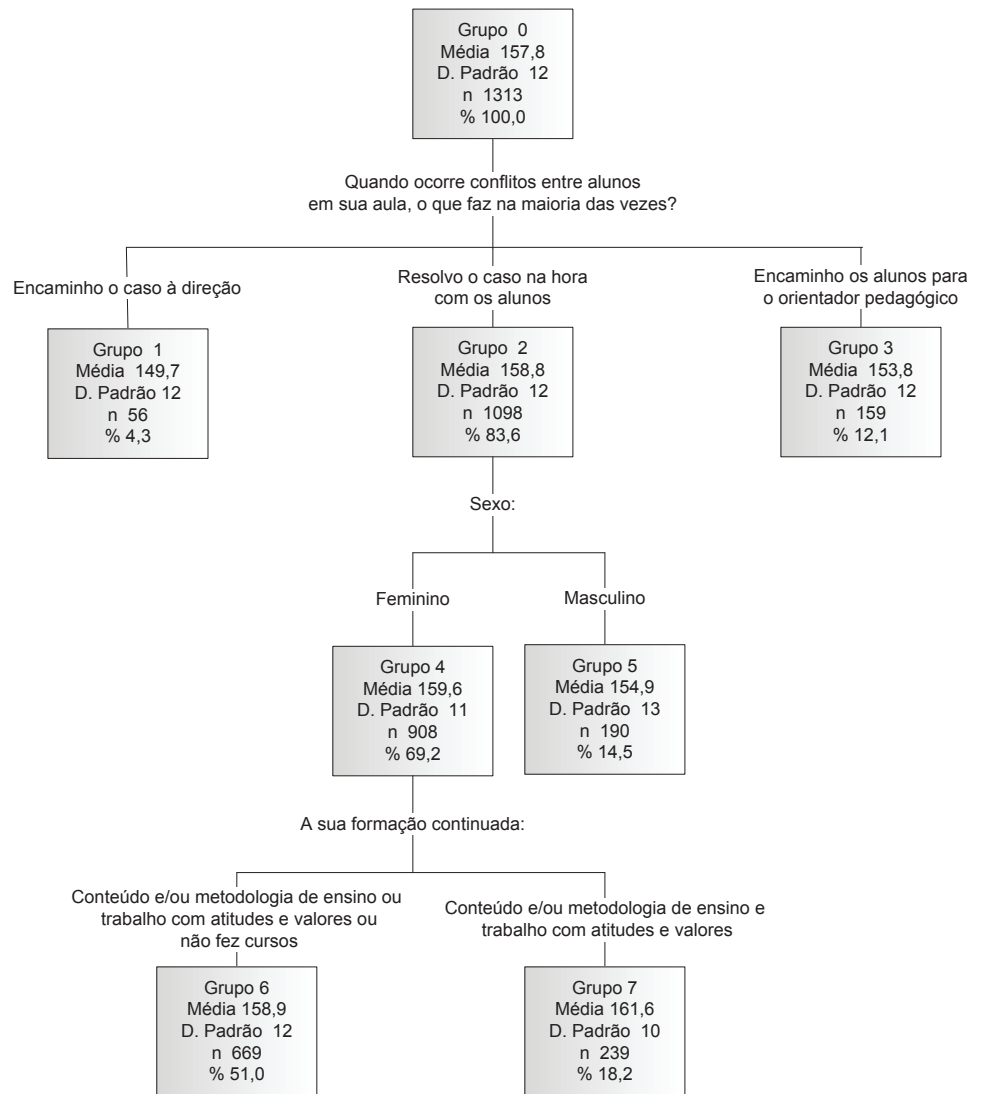 Grupo 0
Média 157,8
D. Padrão 12
n 1313
% 100,0
Quando ocorre conflitos entre alunos
em sua aula, o que faz na maioria das vezes?
Encaminho o caso à direção
Resolvo o caso na hora
com os alunos
Encaminho os alunos para
o orientador pedagógico
Grupo 1
Média 149,7
D. Padrão 12
n 56
% 4,3
Grupo 2
Média 158,8
D. Padrão 12
n 1098
% 83,6
Grupo 3
Média 153,8
D. Padrão 12
n 159
% 12,1
Sexo:
Feminino
Masculino
Grupo 4
Média 159,6
D. Padrão 11
n 908
% 69,2
Grupo 5
Média 154,9
D. Padrão 13
n 190
% 14,5
A sua formação continuada:
Conteúdo e/ou metodologia de ensino ou
trabalho com atitudes e valores ou
não fez cursos
Conteúdo e/ou metodologia de ensino e
trabalho com atitudes e valores
Grupo 6
Média 158,9
D. Padrão 12
n 669
% 51,0
Grupo 7
Média 161,6
D. Padrão 10
n 239
% 18,2